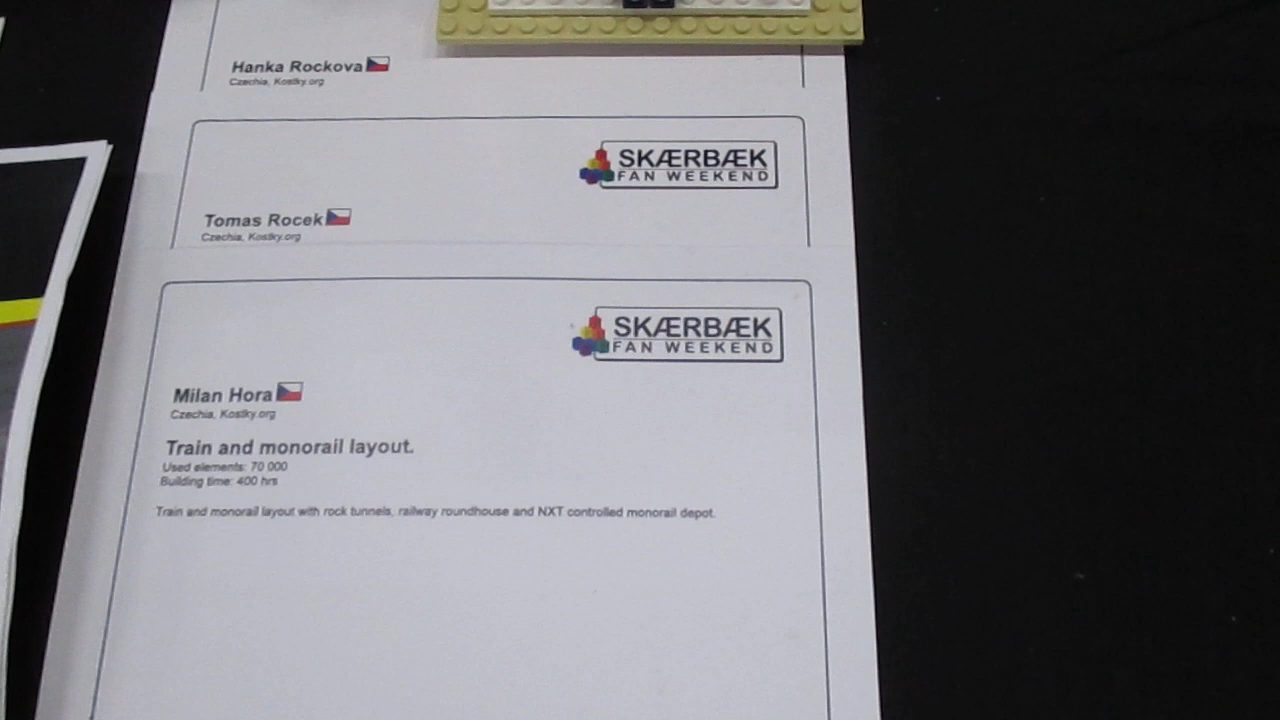 Hanka Rockova
Czechia, Kostky.org
SKÆRBÆK
FAN WEEKEND
Tomas Rocek
Czechia, Kostky.org
SKÆRBÆK
FAN WEEKEND
Milan Hora
Czechia, Kostky.org
Train and monorail layout.
Used elements: 70 000
Building time: 400 hrs
Train and monorail layout with rock tunnels, railway roundhouse and NXT controlled monorail depot.